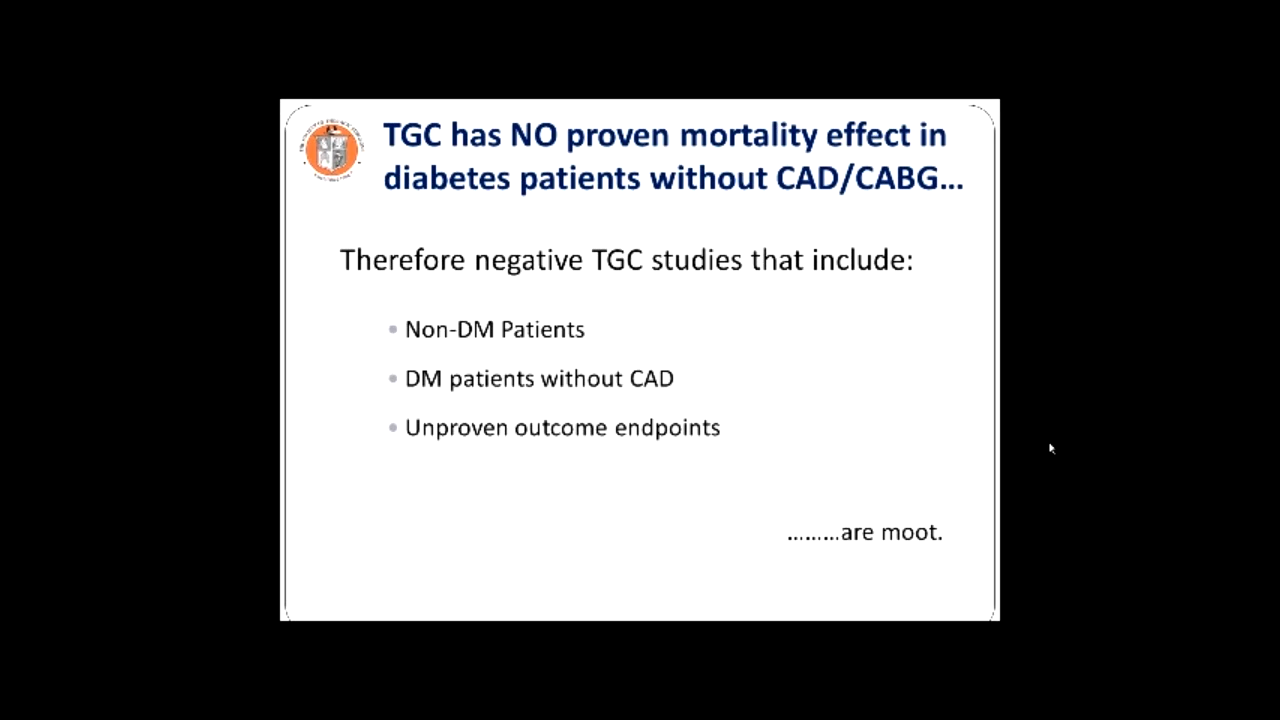 TGC has NO proven mortality effect in
diabetes patients without CAD/CABG...
Therefore negative TGC studies that include:
• Non-DM Patients
• DM patients without CAD
• Unproven outcome endpoints
.........are moot.